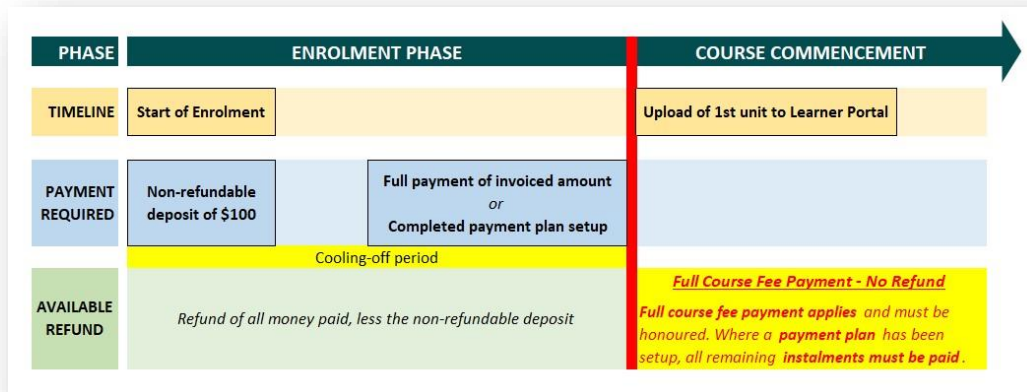 PHASE
ENROLMENT PHASE
COURSE COMMENCEMENT
TIMELINE
Start of Enrolment
Upload of 1st unit to Learner Portal
PAYMENT
REQUIRED
Non-refundable
deposit of $100
Full payment of invoiced amount
or
Completed payment plan setup
Cooling-off period
AVAILABLE
REFUND
Refund of all money paid, less the non-refundable deposit
Full Course Fee Payment - No Refund
Full course fee payment applies and must be
honoured. Where a payment plan has been
setup, all remaining instalments must be paid.